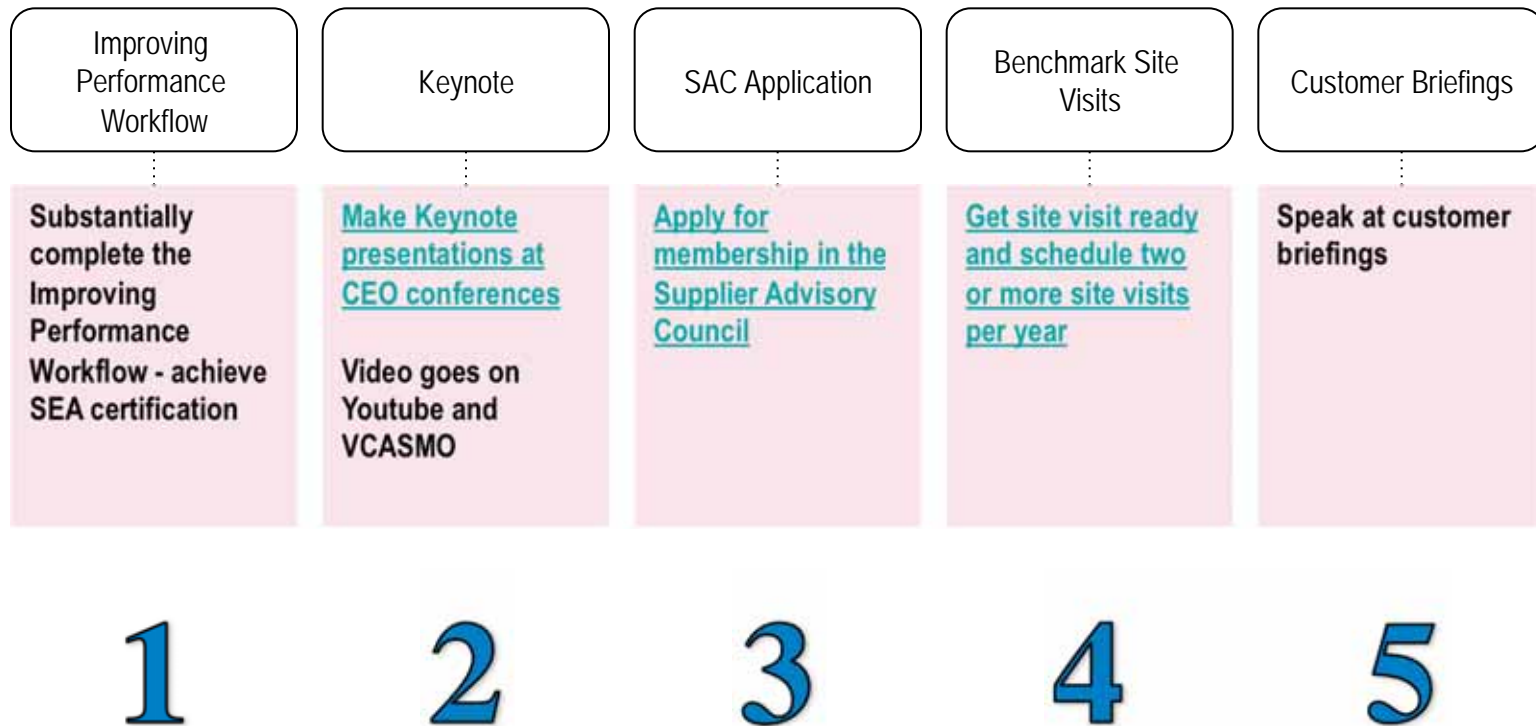 Improving
Performance
Workflow
Keynote
SAC Application
Benchmark Site
Visits
Customer Briefings
Substantially
complete the
Improving
Performance
Workflow - achieve
SEA certification
Make Keynote
presentations at
CEO conferences
Video goes on
Youtube and
VCASMO
Apply for
membership in the
Supplier Advisory
Council
Get site visit ready
and schedule two
or more site visits
per year
Speak at customer
briefings
1
2
3
4
5